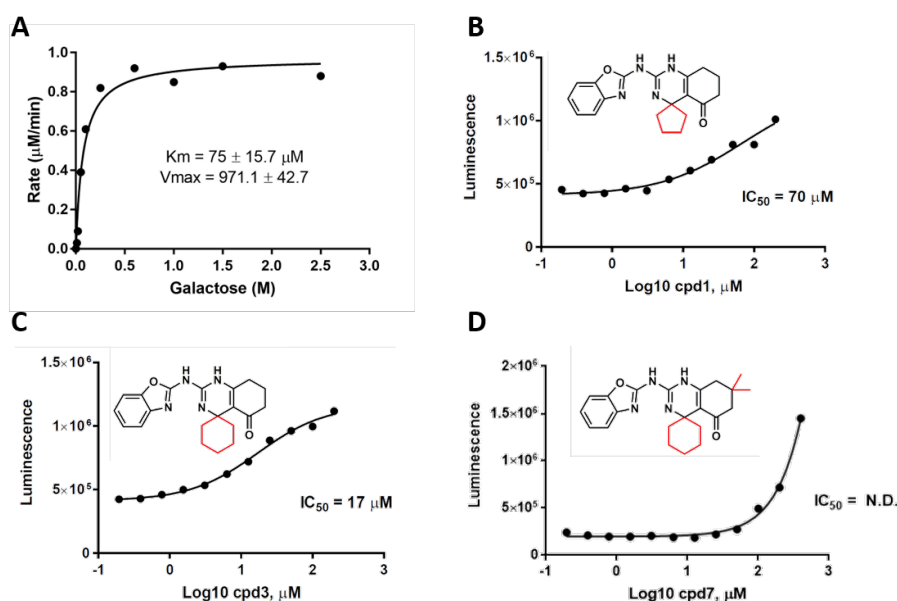 A
Rate (µM/min)
1.0
0.8
0.6
0.4
0.2
0.0
Km = 75 ± 15.7 µM
Vmax = 971.1 ± 42.7
0.0 0.5 1.0 1.5 2.0 2.5 3.0
Galactose (M)
B
Luminescence
1.5×10⁶
1×10⁶
5×10⁵
O
N
H
N
H
N
N
O
IC₅₀ = 70 µM
-1 0 1 2 3
Log10 cpd1, µM
C
Luminescence
1.5×10⁶
1×10⁶
5×10⁵
O
N
H
N
H
N
N
O
IC₅₀ = 17 µM
-1 0 1 2 3
Log10 cpd3, µM
D
Luminescence
2×10⁶
1.5×10⁶
1×10⁶
5×10⁵
0
O
N
H
N
H
N
N
O
IC₅₀ = N.D.
-1 0 1 2 3
Log10 cpd7, µM